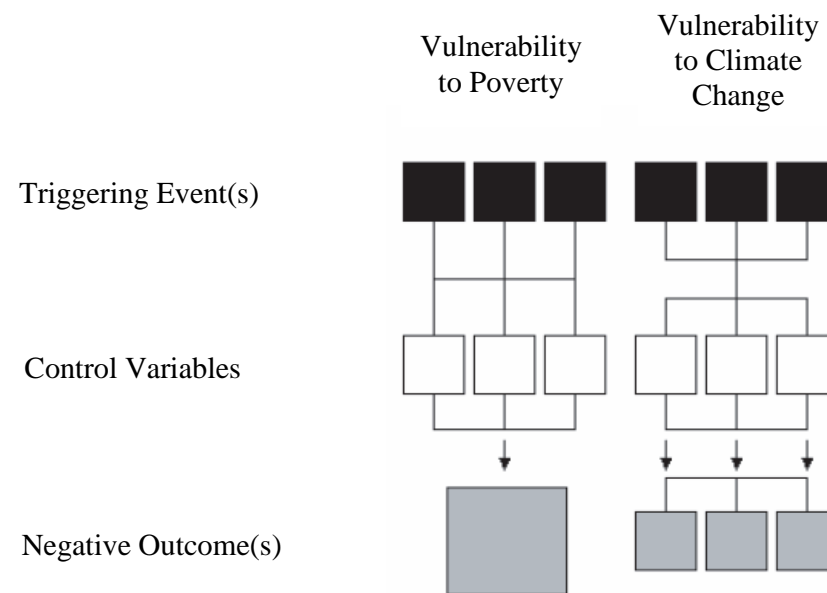 Vulnerability
to Poverty
Vulnerability
to Climate
Change
Triggering Event(s)
Control Variables
Negative Outcome(s)